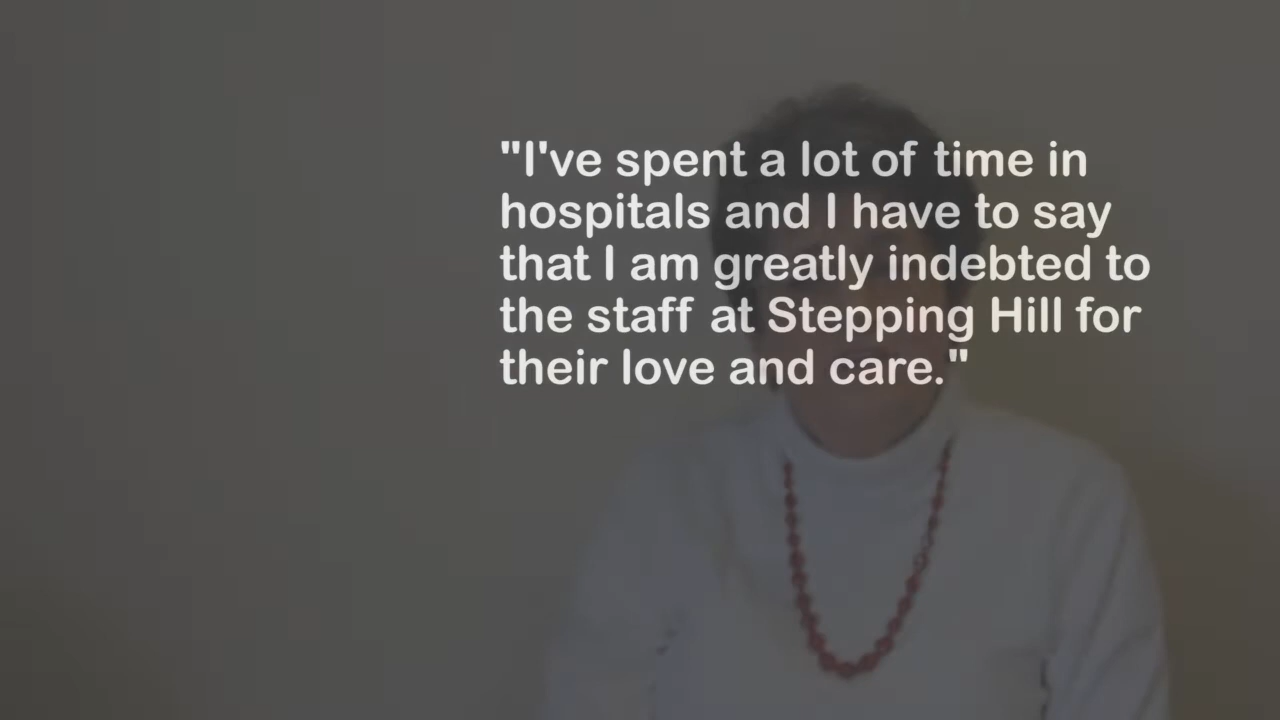 "I've spent a lot of time in
hospitals and I have to say
that I am greatly indebted to
the staff at Stepping Hill for
their love and care."